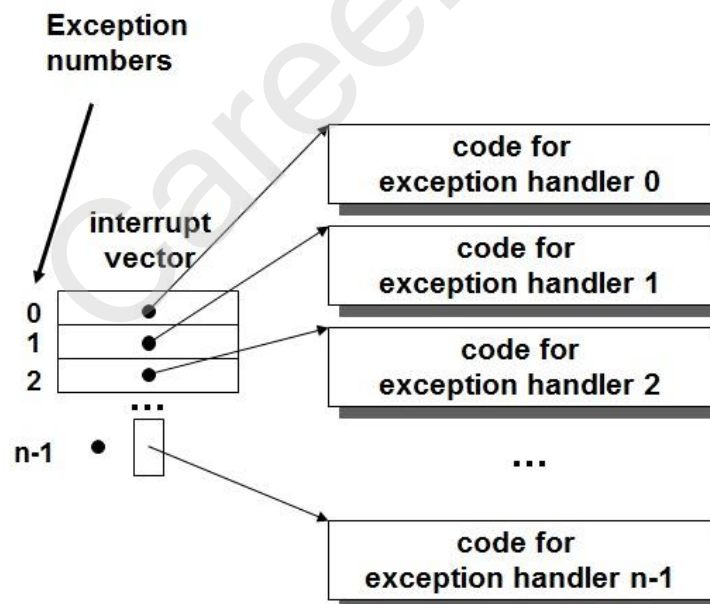 Exception
numbers
interrupt
vector
0
1
2
...
n-1
code for
exception handler 0
code for
exception handler 1
code for
exception handler 2
...
code for
exception handler n-1